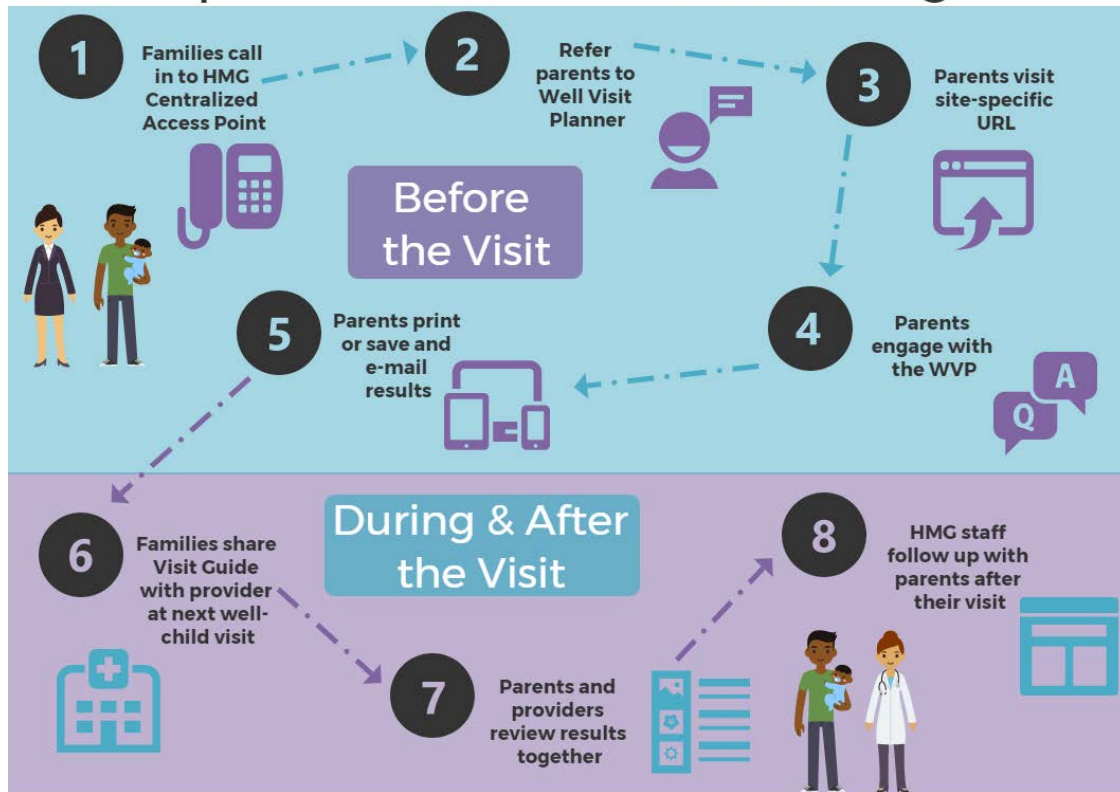 1
Families call
in to HMG
Centralized
Access Point
2
Refer
parents to
Well Visit
Planner
3
Parents visit
site-specific
URL
Before
the Visit
4
Parents
engage with
the WVP
Q
A
5
Parents print
or save and
e-mail
results
During & After
the Visit
6
Families share
Visit Guide
with provider
at next well-
child visit
7
Parents and
providers
review results
together
8
HMG staff
follow up with
parents after
their visit